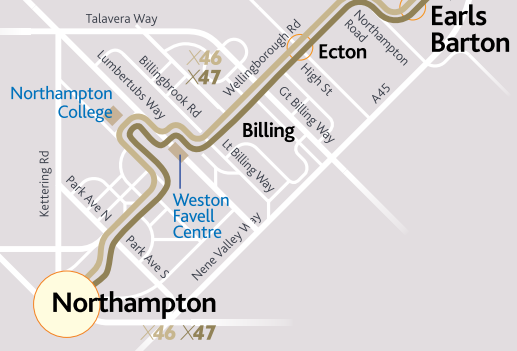 Talavera Way
Earls
Barton
Northampton
Road
Ecton
Wellingborough Rd
X46
X47
High St
Billingbrook Rd
Lumbertubs Way
A45
Northampton
College
Gt Billing Way
Billing
Lt Billing Way
Kettering Rd
Park Ave N
Weston
Favell
Centre
Nene Valley Way
Park Ave S
Northampton
X46 X47